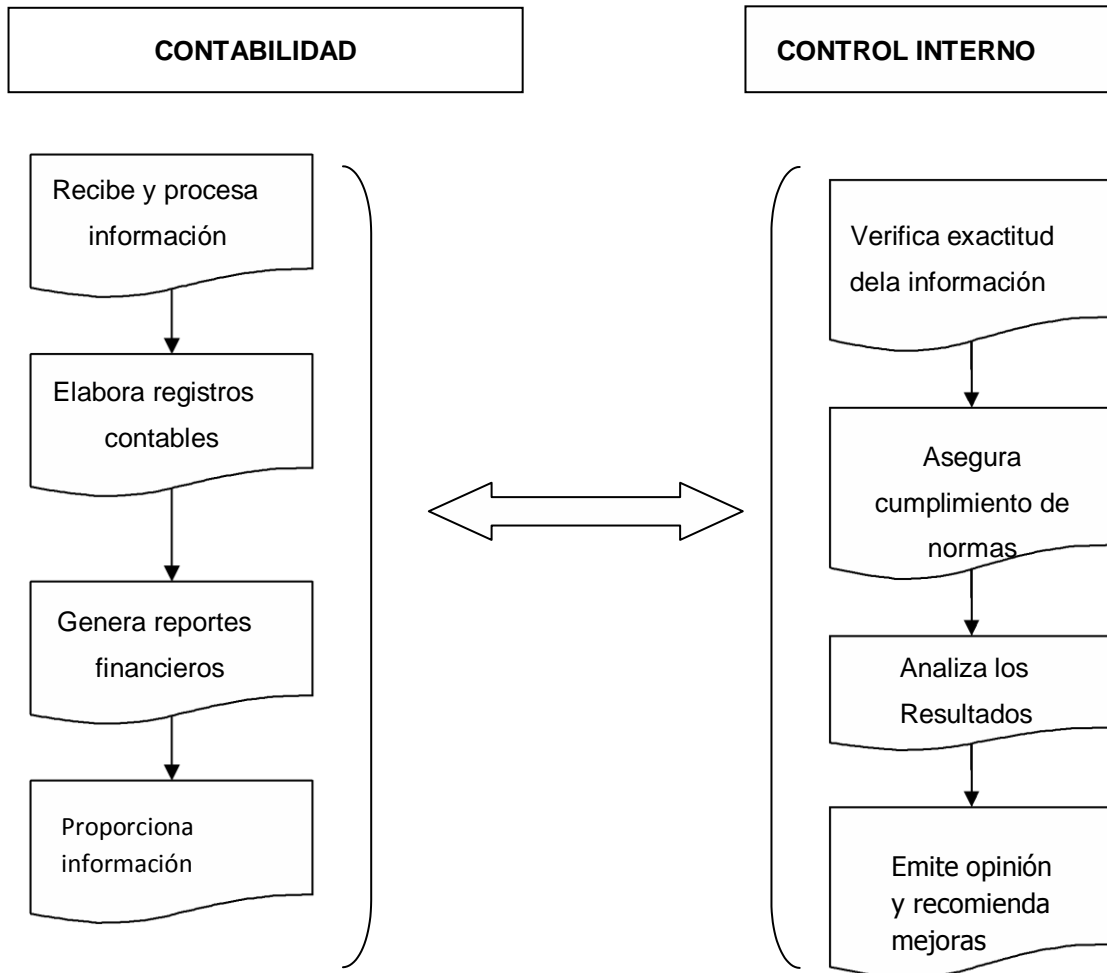 CONTABILIDAD
Recibe y procesa
información
Elabora registros
contables
Genera reportes
financieros
Proporciona
información
CONTROL INTERNO
Verifica exactitud
dela información
Asegura
cumplimiento de
normas
Analiza los
Resultados
Emite opinión
y recomienda
mejoras